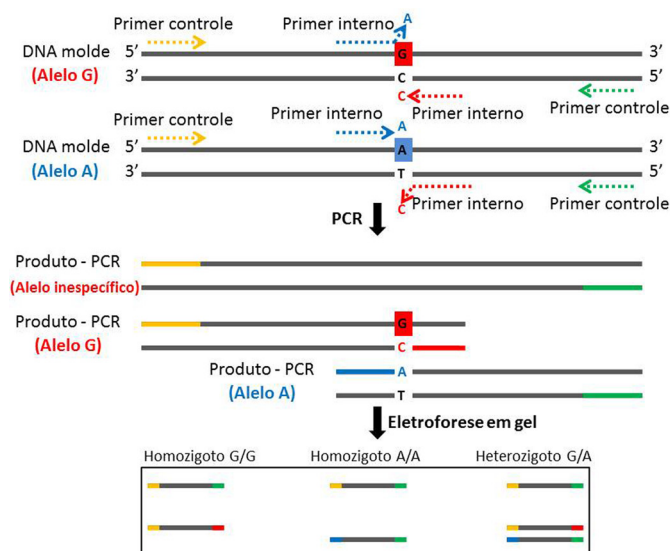 Primer controle
Primer interno
A
DNA molde 5’ G 3’
(Alelo G) 3’ C 5’
C
Primer interno
Primer controle
Primer controle
Primer interno
A
DNA molde 5’ A 3’
(Alelo A) 3’ T 5’
C
Primer interno
Primer controle
PCR
Produto - PCR
(Alelo inespecífico)
Produto - PCR G
(Alelo G) C
Produto - PCR A
(Alelo A) T
Eletroforese em gel
Homozigoto G/G Homozigoto A/A Heterozigoto G/A